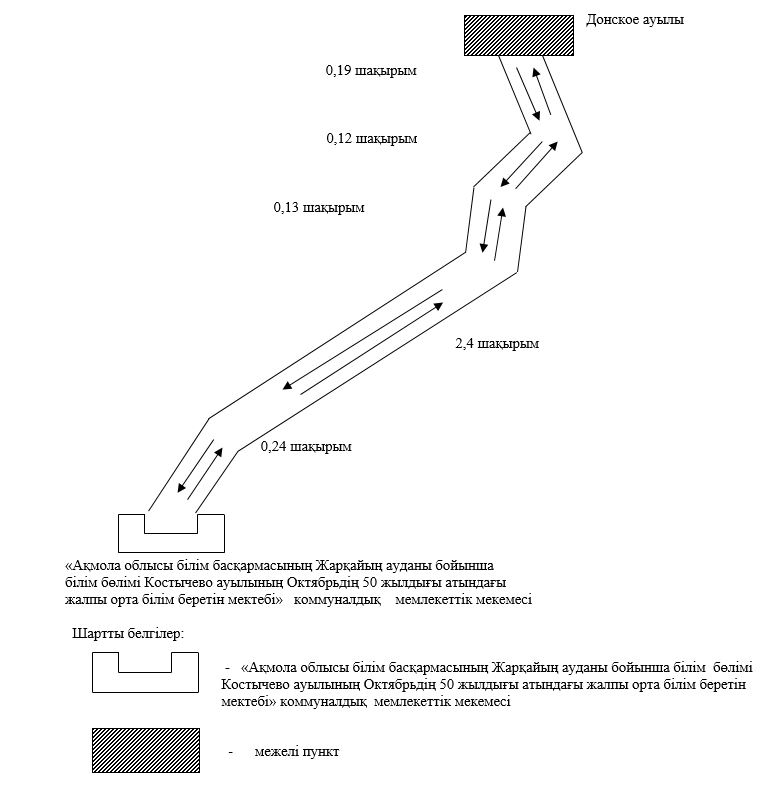 Донское ауылы
0,19 шақырым
0,12 шақырым
0,13 шақырым
2,4 шақырым
0,24 шақырым
«Ақмола облысы білім басқармасының Жарқайың ауданы бойынша
білім бөлімі Костычево ауылының Октябрьдің 50 жылдығы атындағы
жалпы орта білім беретін мектебі» коммуналдық мемлекеттік мекемесі
Шартты белгілер:
- «Ақмола облысы білім басқармасының Жарқайың ауданы бойынша білім бөлімі
Костычево ауылының Октябрьдің 50 жылдығы атындағы жалпы орта білім беретін
мектебі» коммуналдық мемлекеттік мекемесі
- межелі пункт